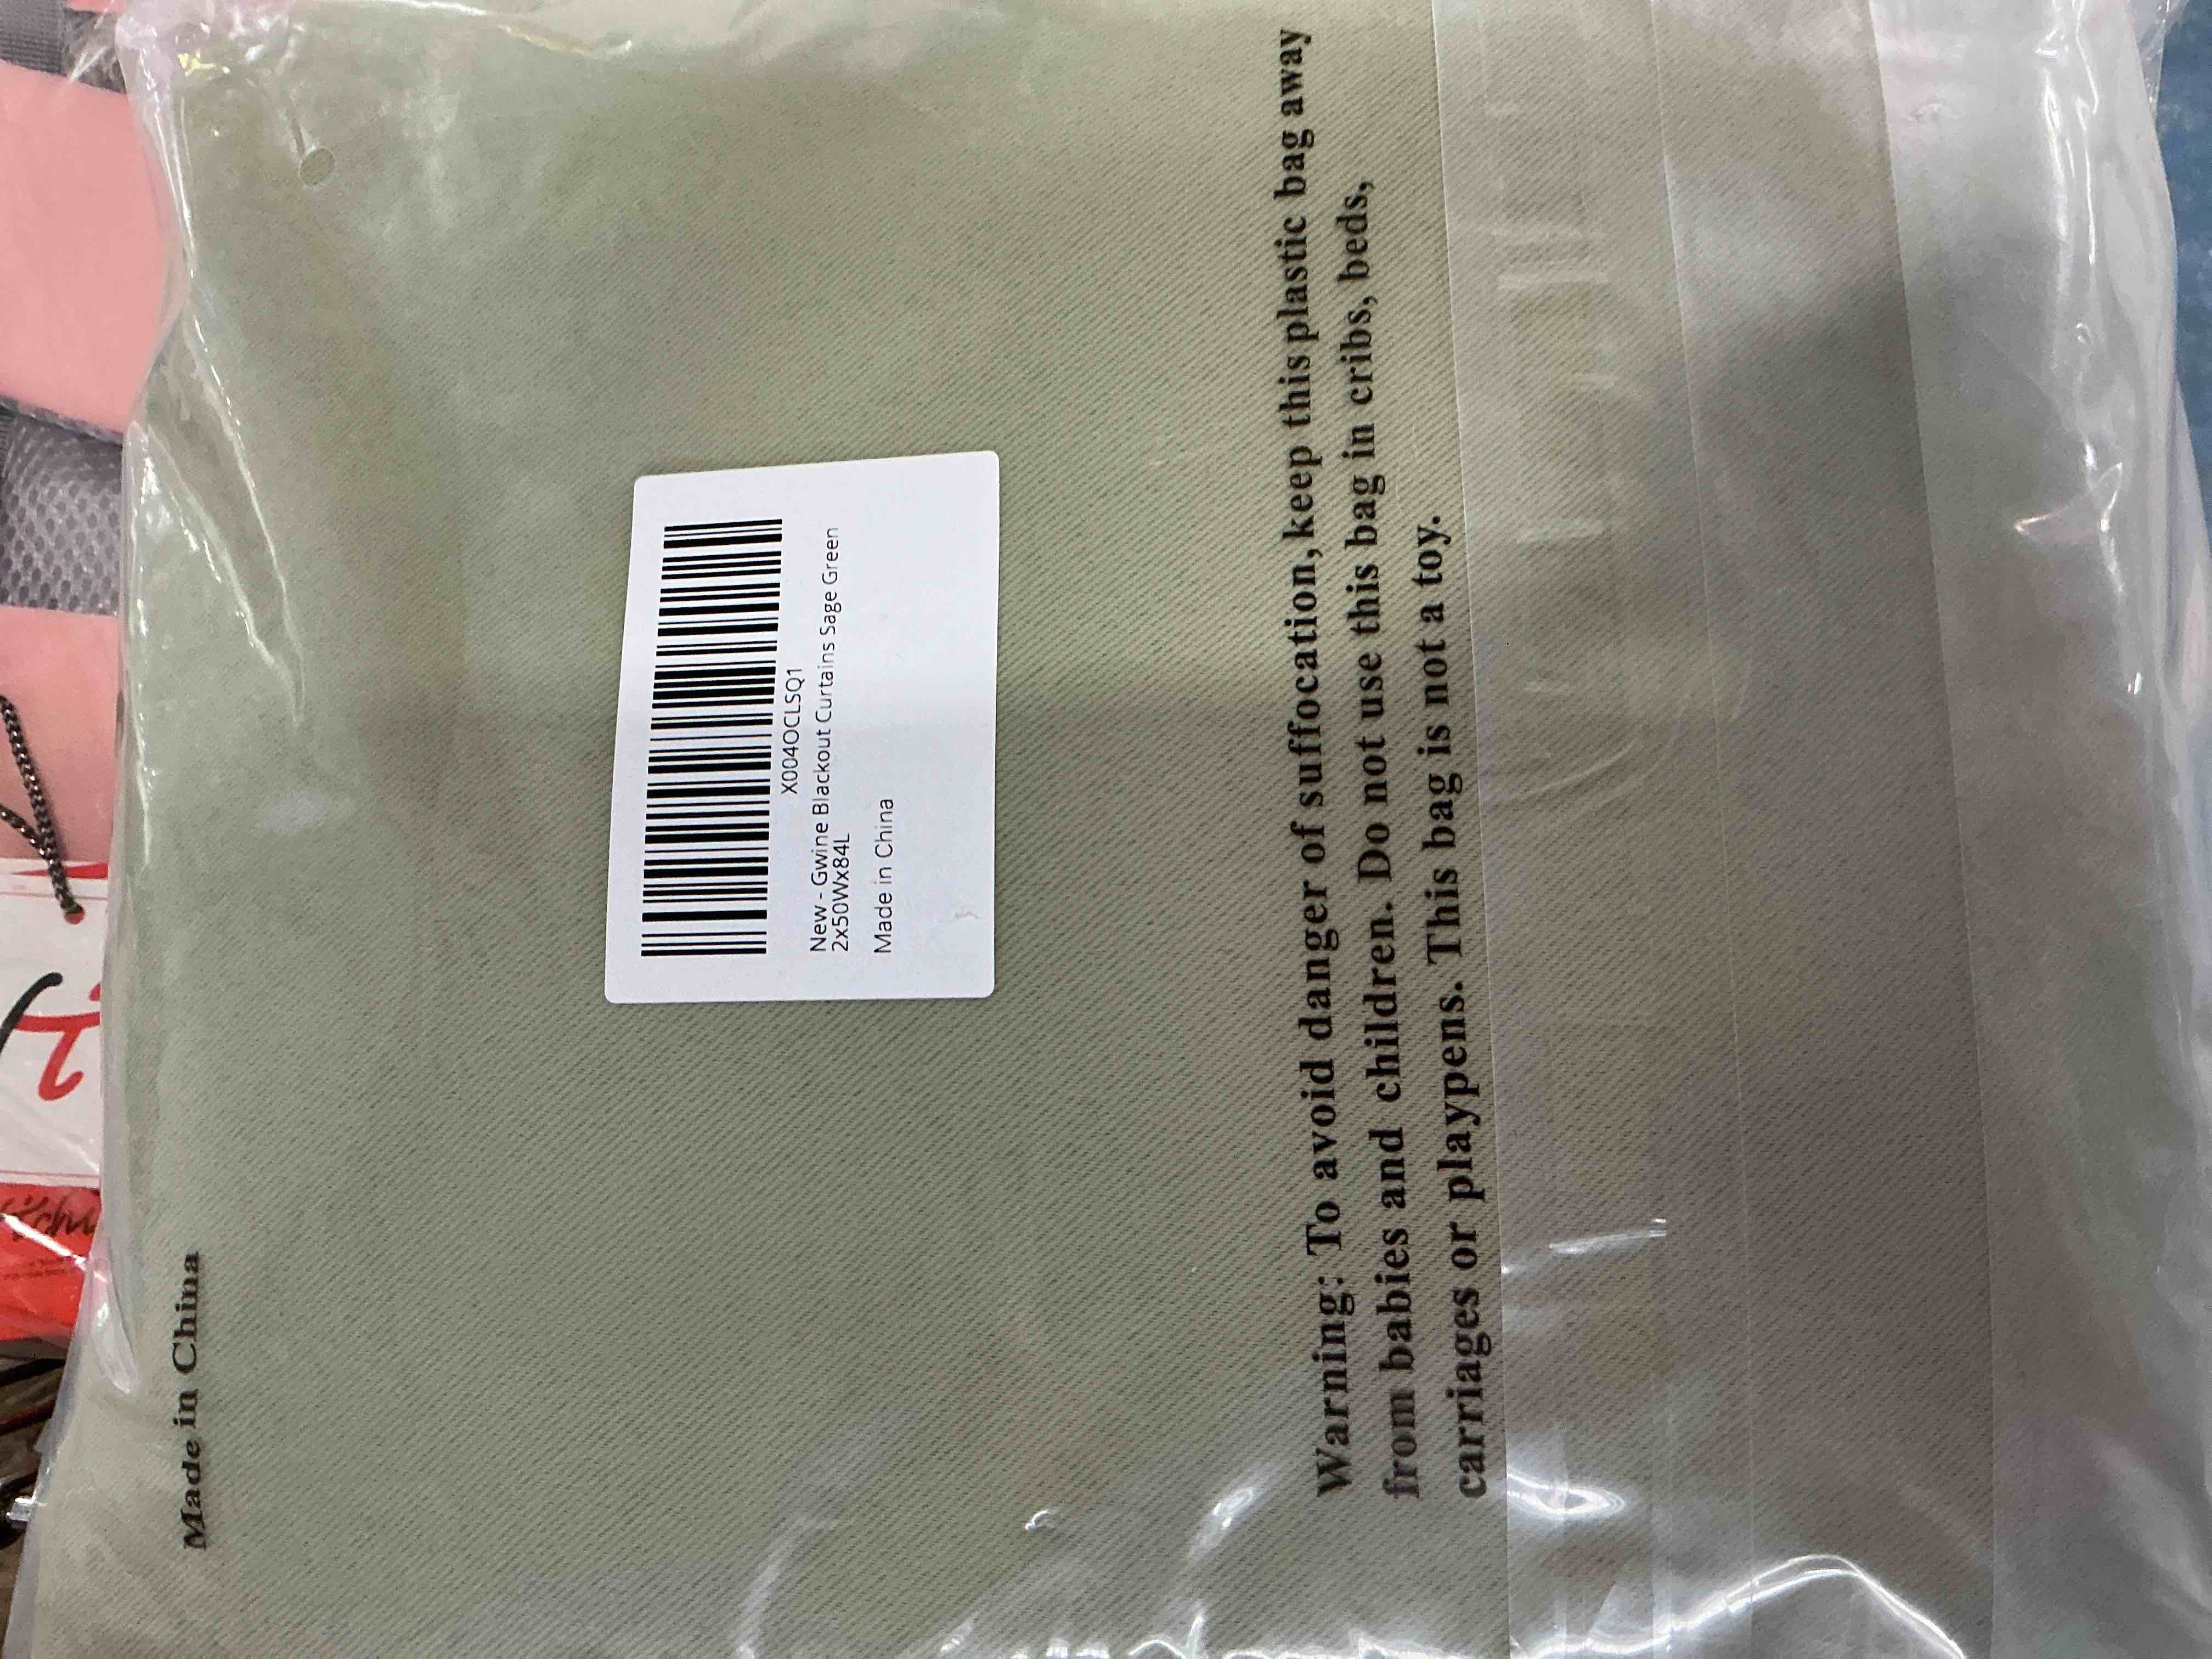 Made in China
X004OCLSQ1
New - Gwine Blackout Curtains Sage Green
2x50Wx84L
Made in China
Warning: To avoid danger of suffocation,keep this plastic bag away
from babies and children. Do not use this bag in cribs, beds,
carriages or playpens. This bag is not a toy.